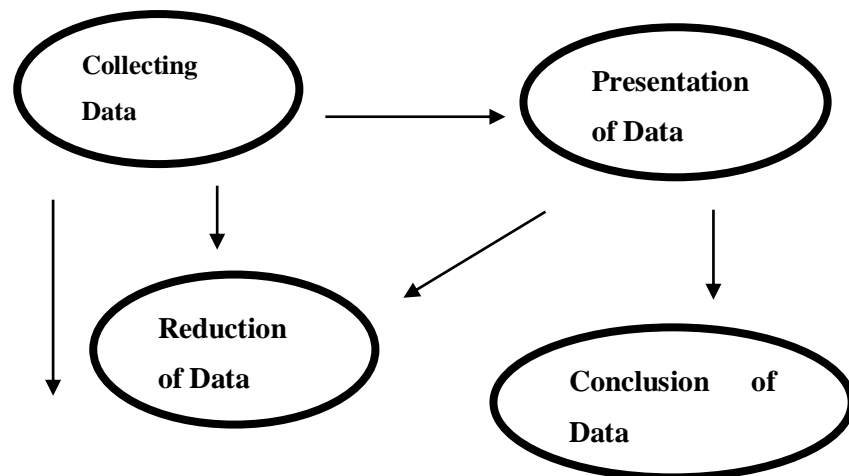 Collecting
Data
Presentation
of Data
Reduction
of Data
Conclusion of
Data